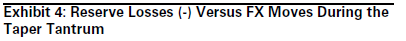 Exhibit 4: Reserve Losses (-) Versus FX Moves During the
Taper Tantrum